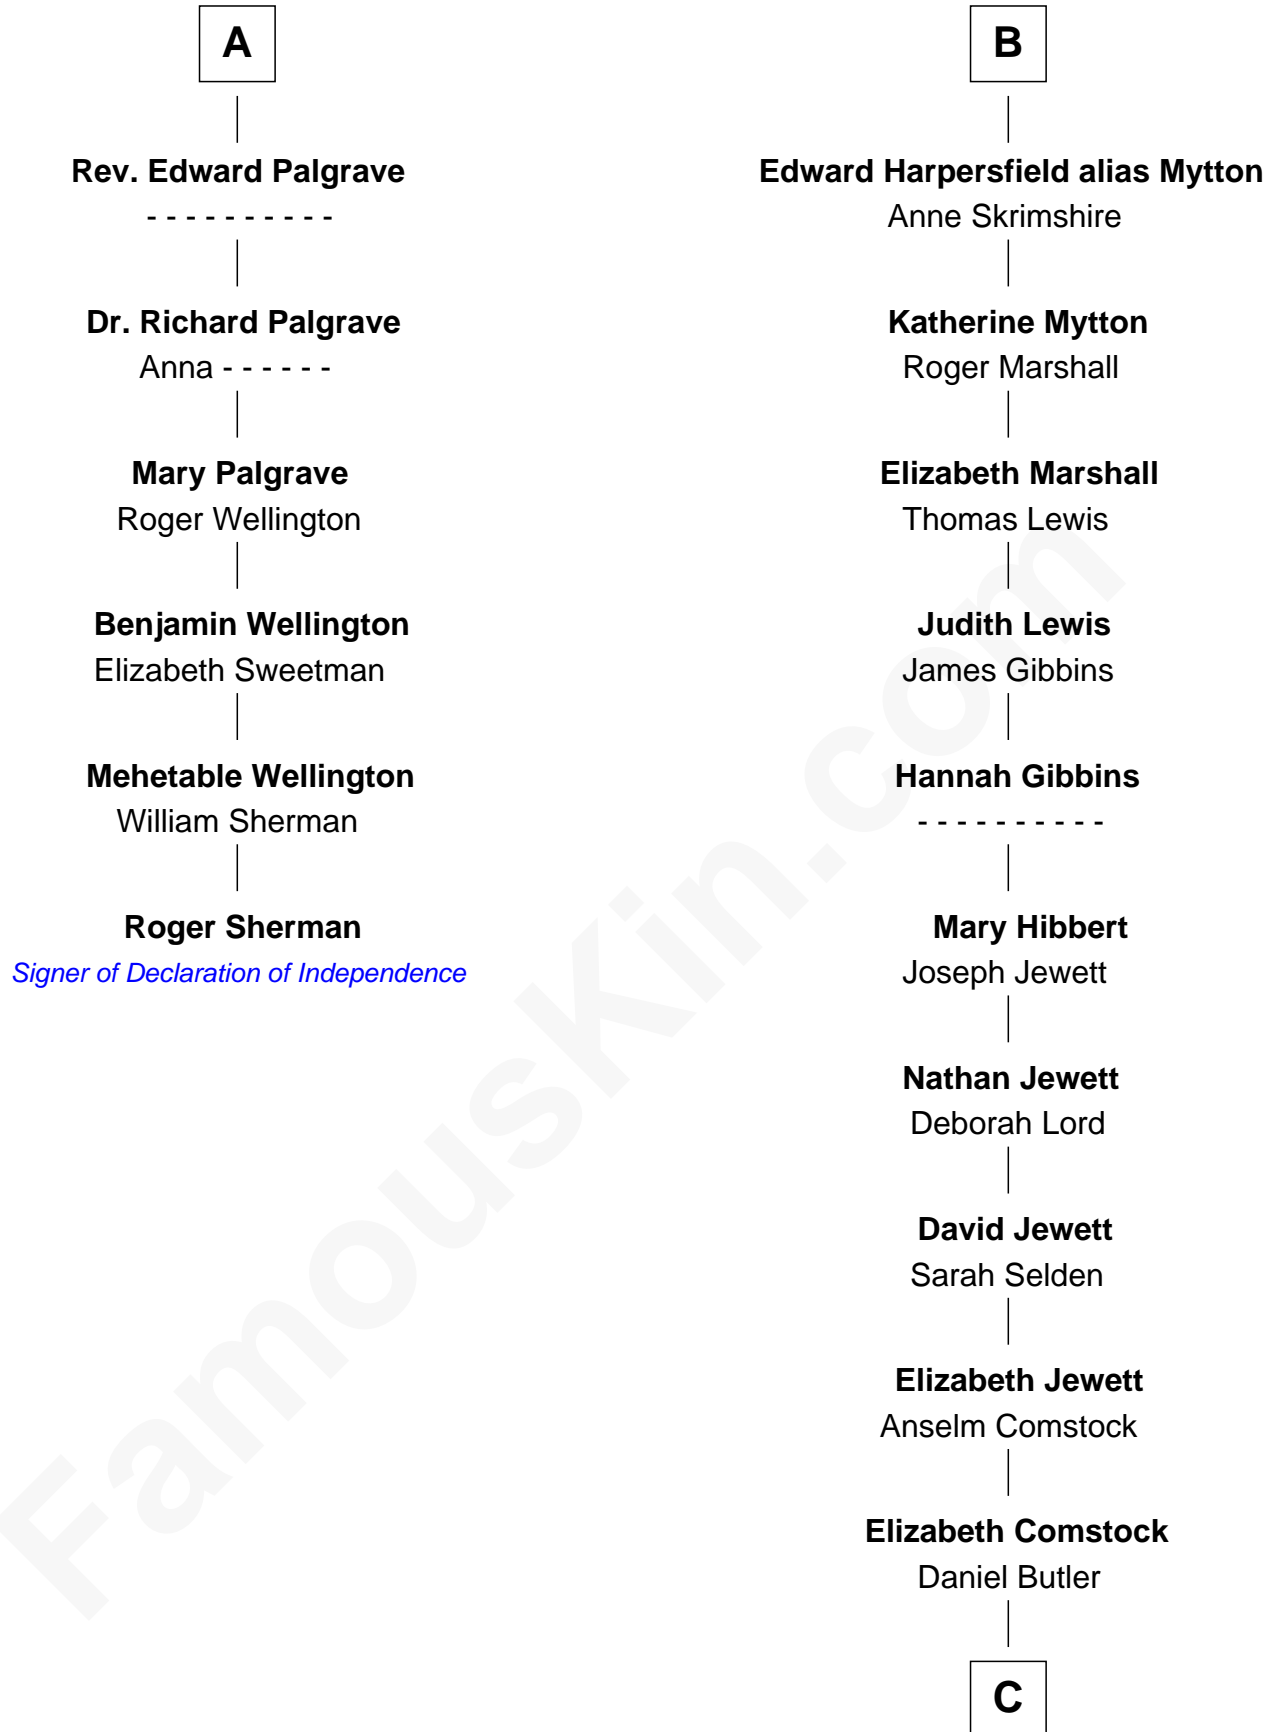 A
Rev. Edward Palgrave
- - - - - - - - - -
Dr. Richard Palgrave
Anna - - - - - -
Mary Palgrave
Roger Wellington
Benjamin Wellington
Elizabeth Sweetman
Mehetable Wellington
William Sherman
Roger Sherman
Signer of Declaration of Independence
B
Edward Harpersfield alias Mytton
Anne Skrimshire
Katherine Mytton
Roger Marshall
Elizabeth Marshall
Thomas Lewis
Judith Lewis
James Gibbins
Hannah Gibbins
- - - - - - - - - -
Mary Hibbert
Joseph Jewett
Nathan Jewett
Deborah Lord
David Jewett
Sarah Selden
Elizabeth Jewett
Anselm Comstock
Elizabeth Comstock
Daniel Butler
C
FamousKin.com